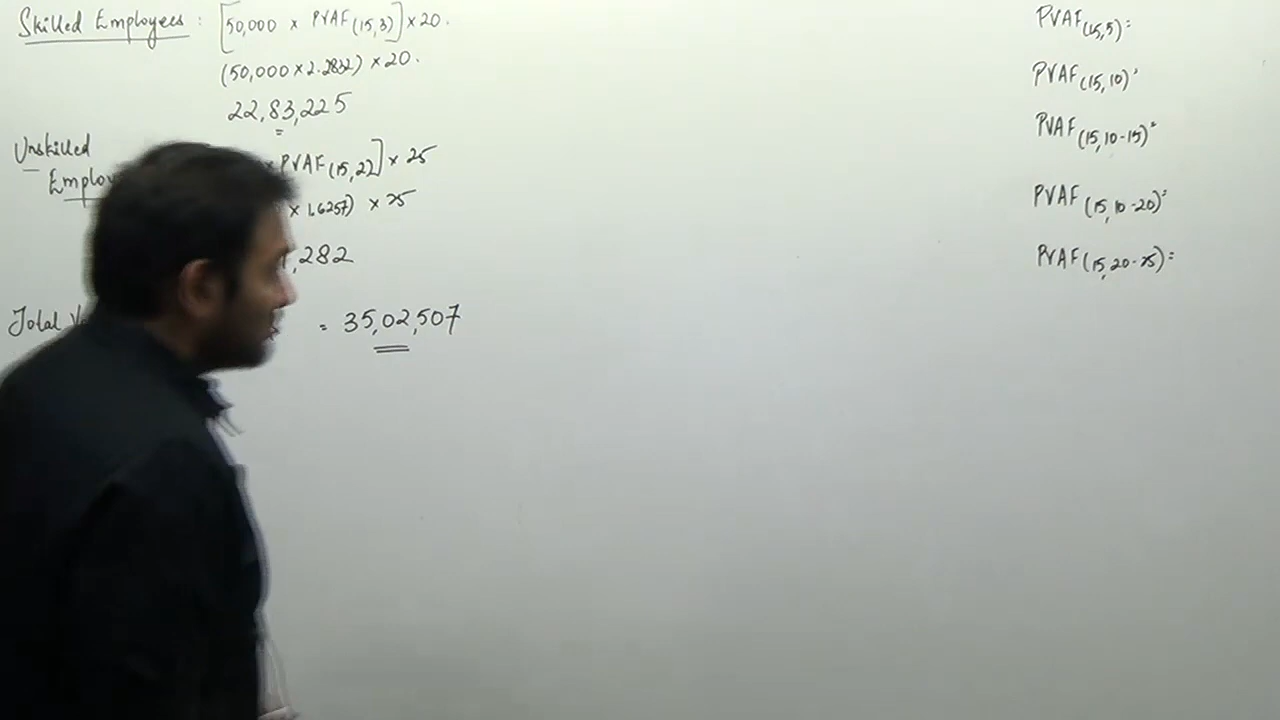 Skilled Employees : [50,000 × PVAF(15,3)] × 20.
(50,000 × 2.2832) × 20.
22,83,225
=
Unskilled
× PVAF(15,22] × 25
Employ
× 1.6257) × 25
,282
Total = 35,02,507
PVAF(15,5) =
PVAF(15,10) =
PVAF(15,10-15) =
PVAF(15,10-20) =
PVAF(15,20-25) =